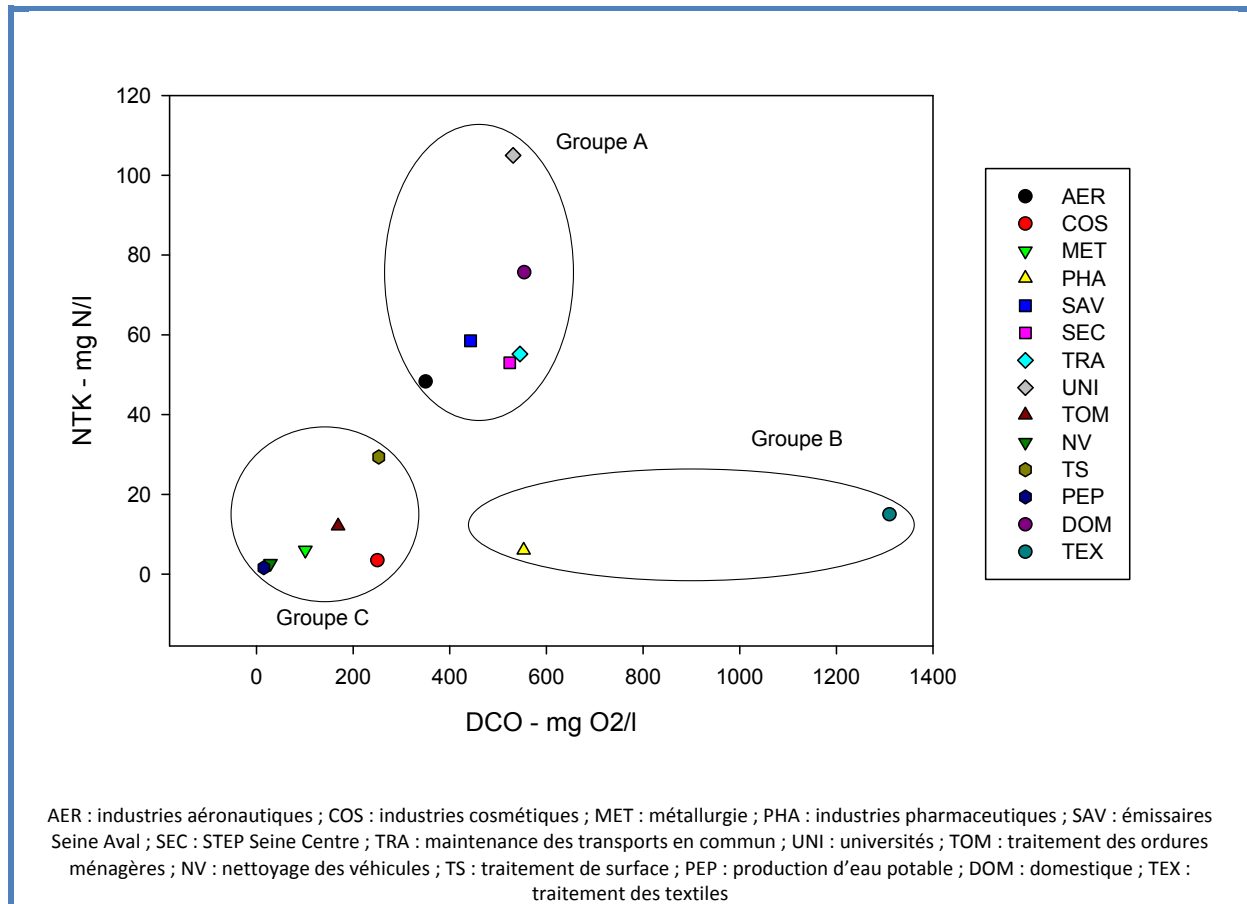 120
100
80
60
40
20
0
NTK - mg N/l
Groupe A
Groupe B
Groupe C
0 200 400 600 800 1000 1200 1400
DCO - mg O2/l
AER
COS
MET
PHA
SAV
SEC
TRA
UNI
TOM
NV
TS
PEP
DOM
TEX
AER : industries aéronautiques ; COS : industries cosmétiques ; MET : métallurgie ; PHA : industries pharmaceutiques ; SAV : émissaires
Seine Aval ; SEC : STEP Seine Centre ; TRA : maintenance des transports en commun ; UNI : universités ; TOM : traitement des ordures
ménagères ; NV : nettoyage des véhicules ; TS : traitement de surface ; PEP : production d’eau potable ; DOM : domestique ; TEX :
traitement des textiles